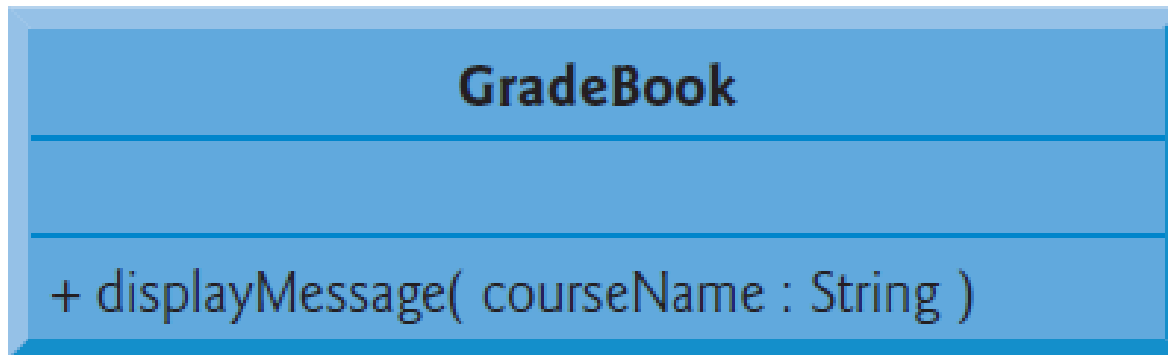 GradeBook
+ displayMessage( courseName : String )